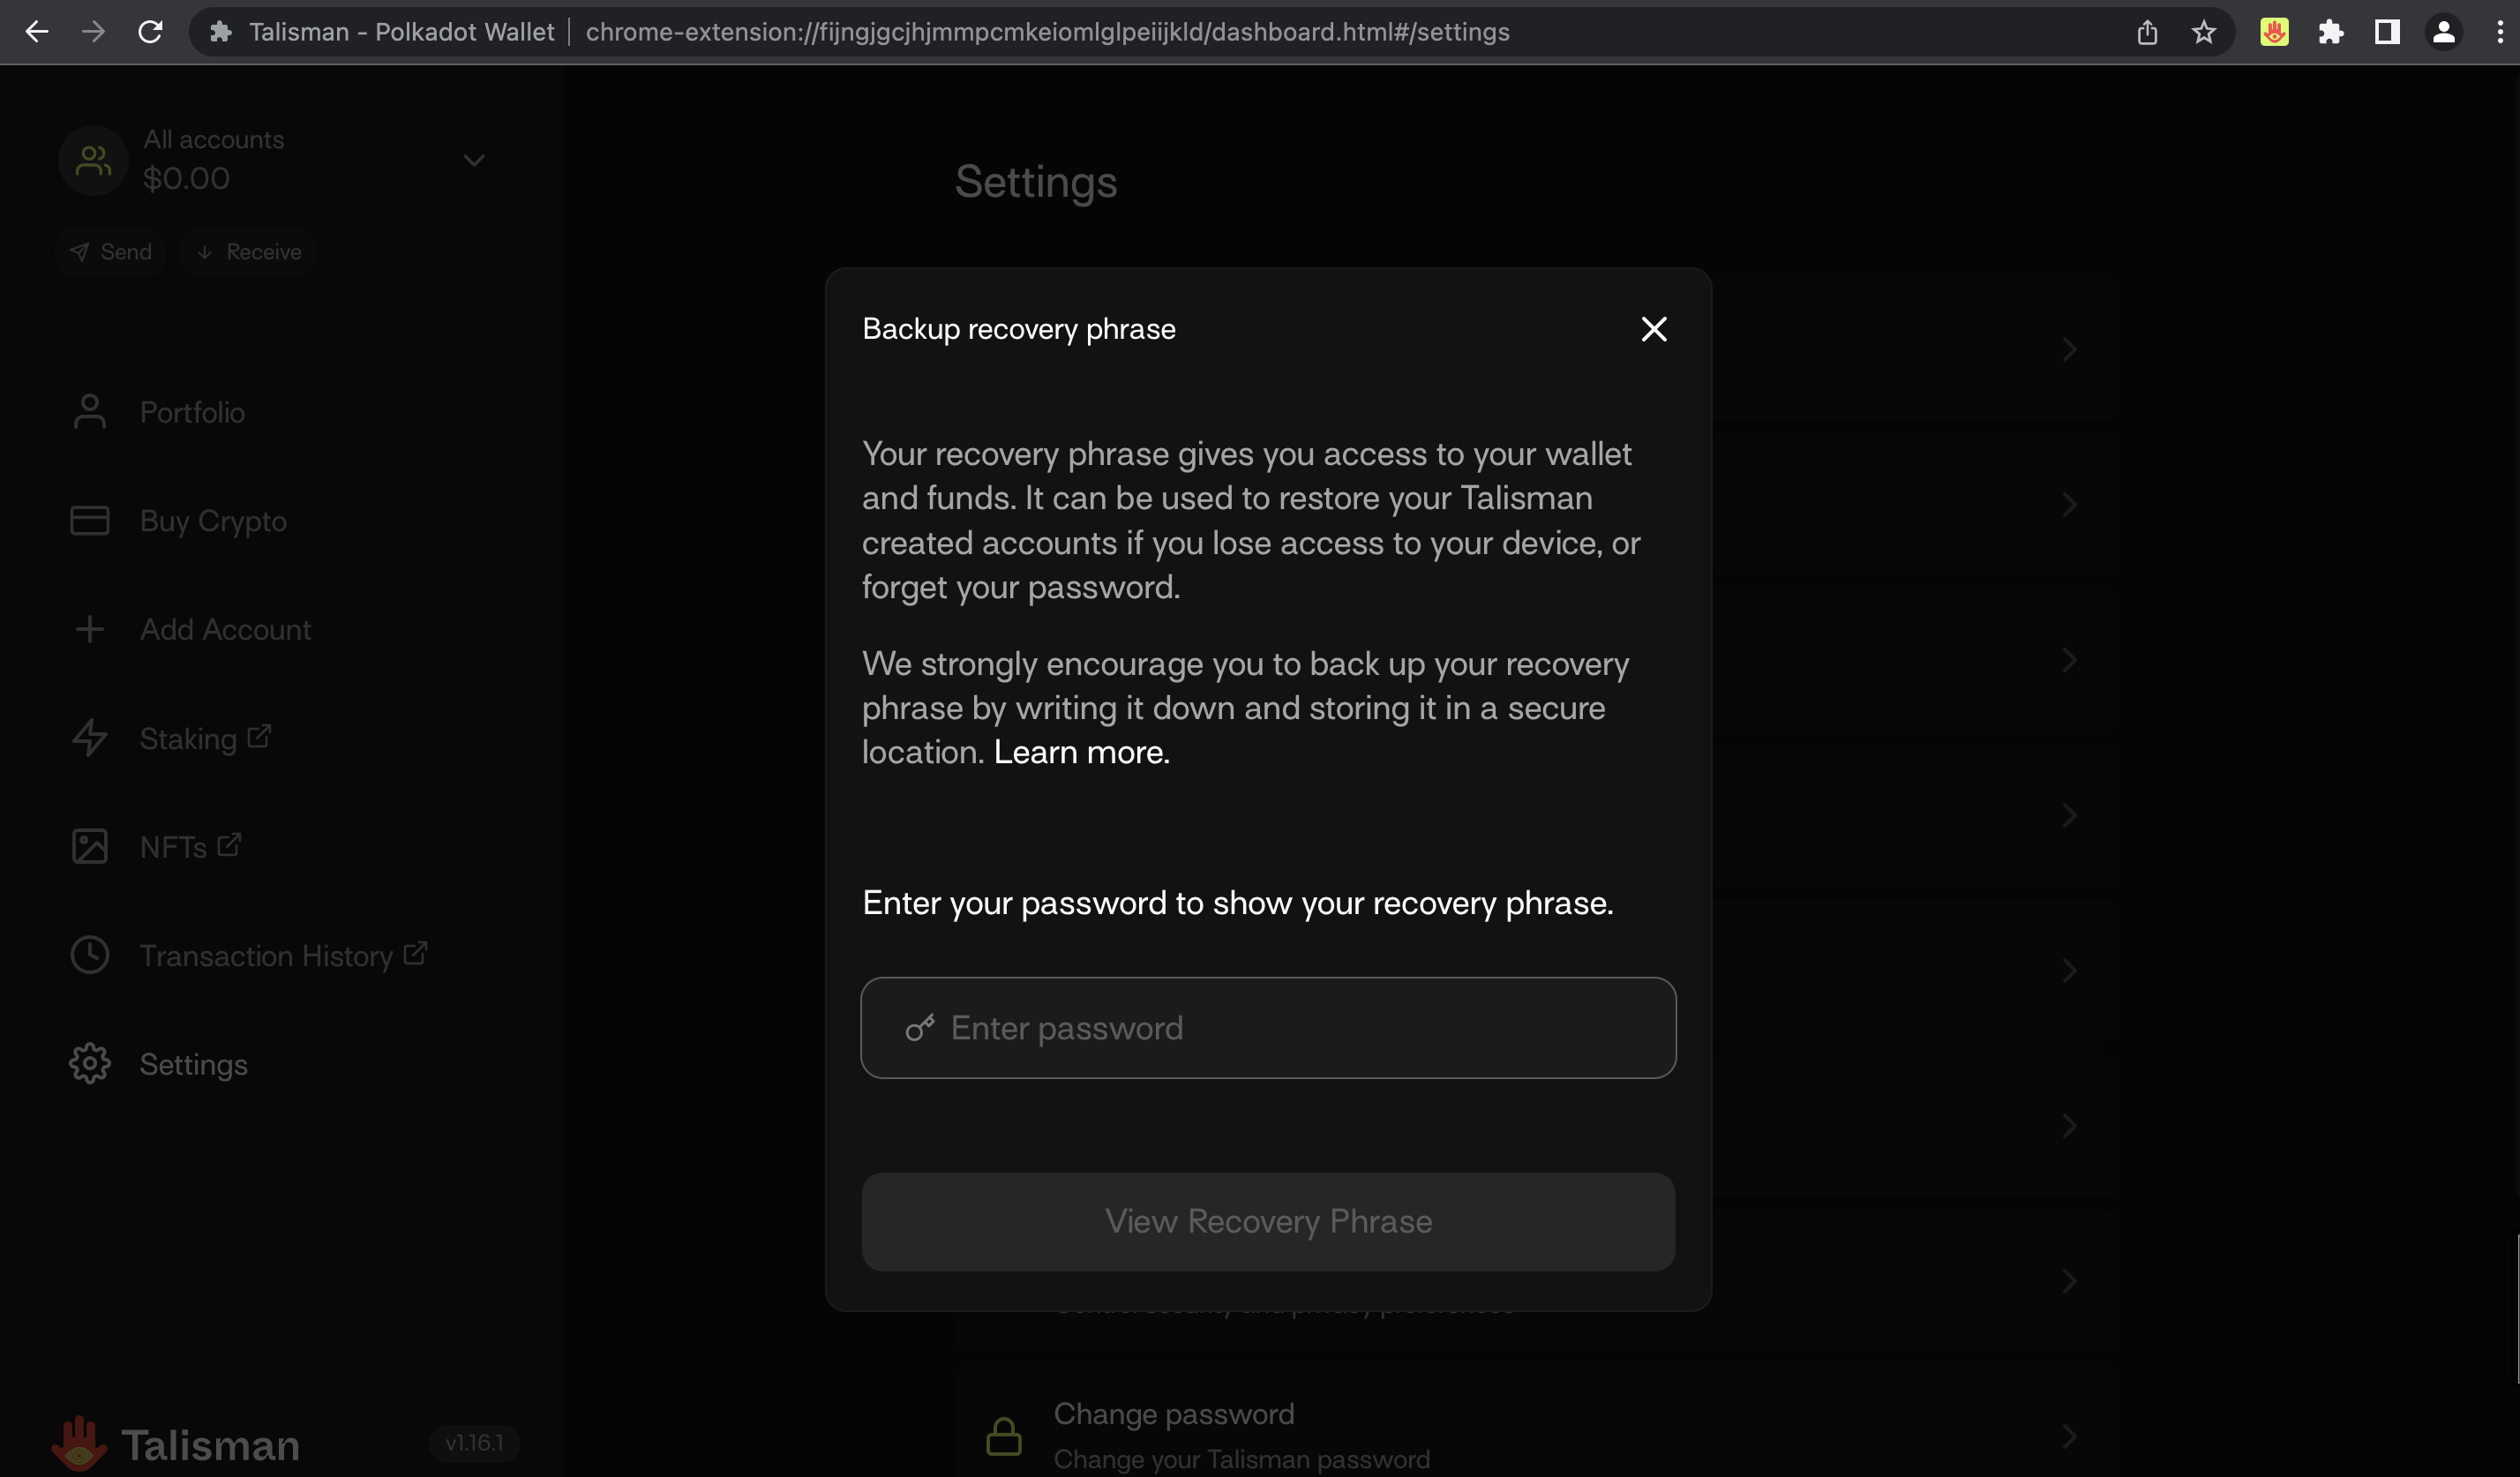 Talisman - Polkadot Wallet | chrome-extension://fijngjgcjhjmmpcmkeiomlglpeiijkld/dashboard.html#/settings
All accounts
$0.00
Send Receive
Portfolio
Buy Crypto
Add Account
Staking
NFTs
Transaction History
Settings
Talisman v1.16.1
Settings
Backup recovery phrase
Your recovery phrase gives you access to your wallet
and funds. It can be used to restore your Talisman
created accounts if you lose access to your device, or
forget your password.
We strongly encourage you to back up your recovery
phrase by writing it down and storing it in a secure
location. Learn more.
Enter your password to show your recovery phrase.
Enter password
View Recovery Phrase
Control security and privacy preferences
Change password
Change your Talisman password